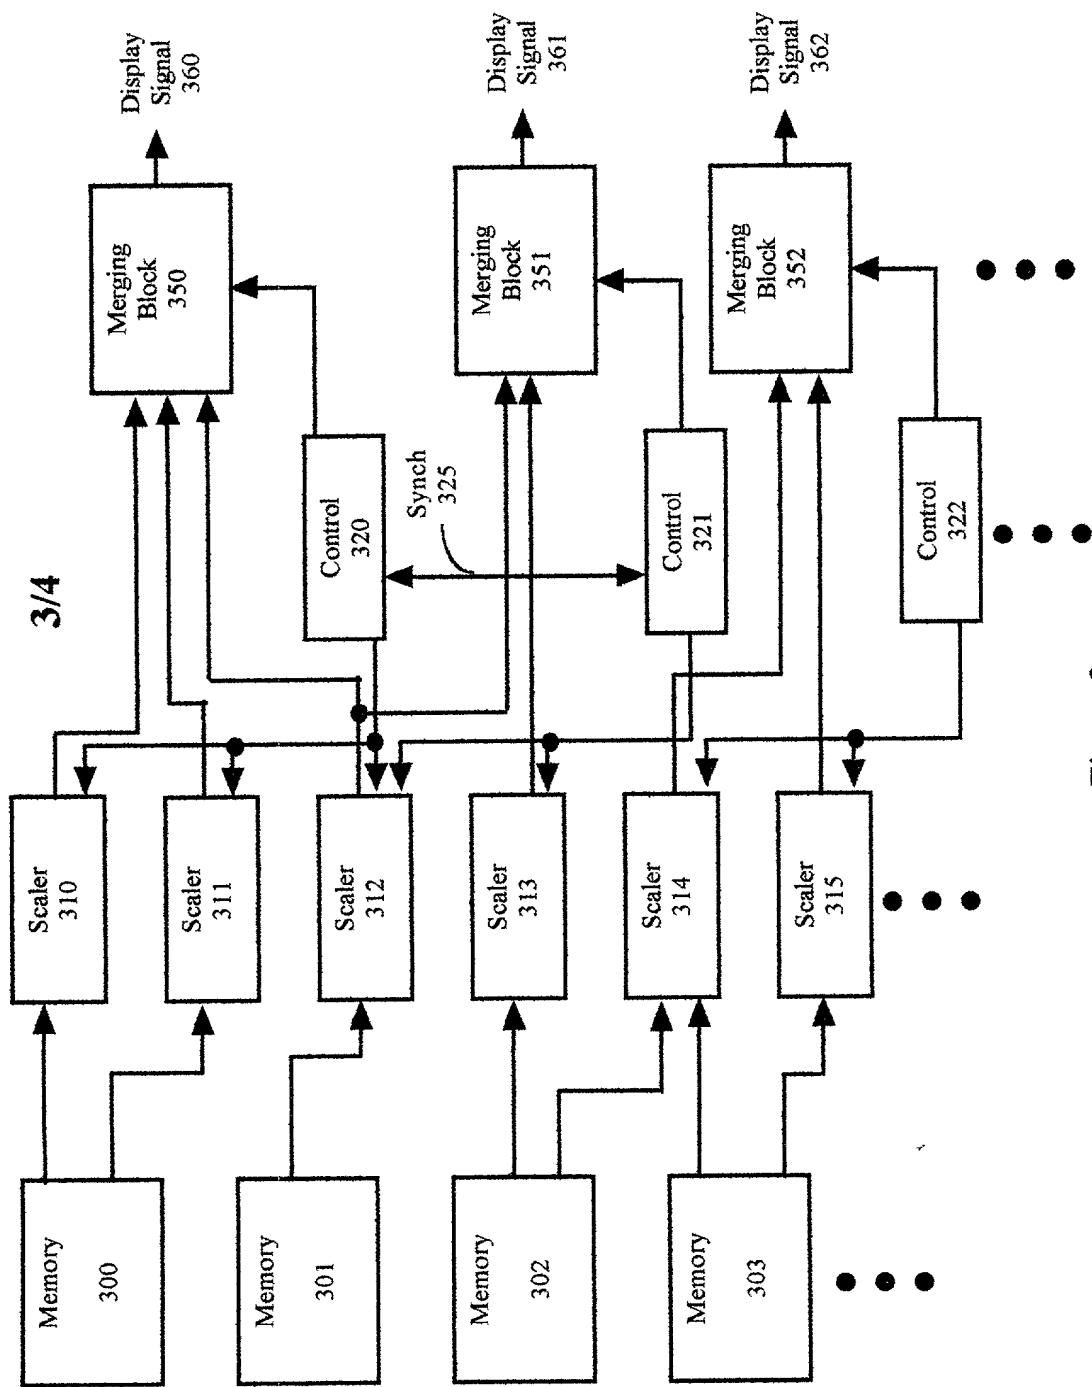 3/4
Memory
300
Memory
301
Memory
302
Memory
303
Scaler
310
Scaler
311
Scaler
312
Scaler
313
Scaler
314
Scaler
315
Control
320
Synch
325
Control
321
Control
322
Merging
Block
350
Merging
Block
351
Merging
Block
352
Display
Signal
360
Display
Signal
361
Display
Signal
362